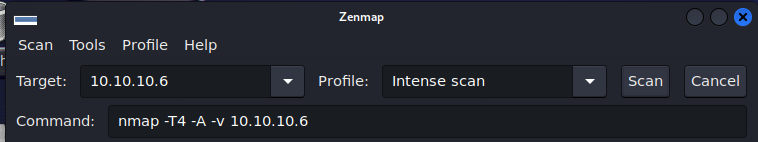 Zenmap
Scan Tools Profile Help
Target: 10.10.10.6 Profile: Intense scan Scan Cancel
Command: nmap -T4 -A -v 10.10.10.6